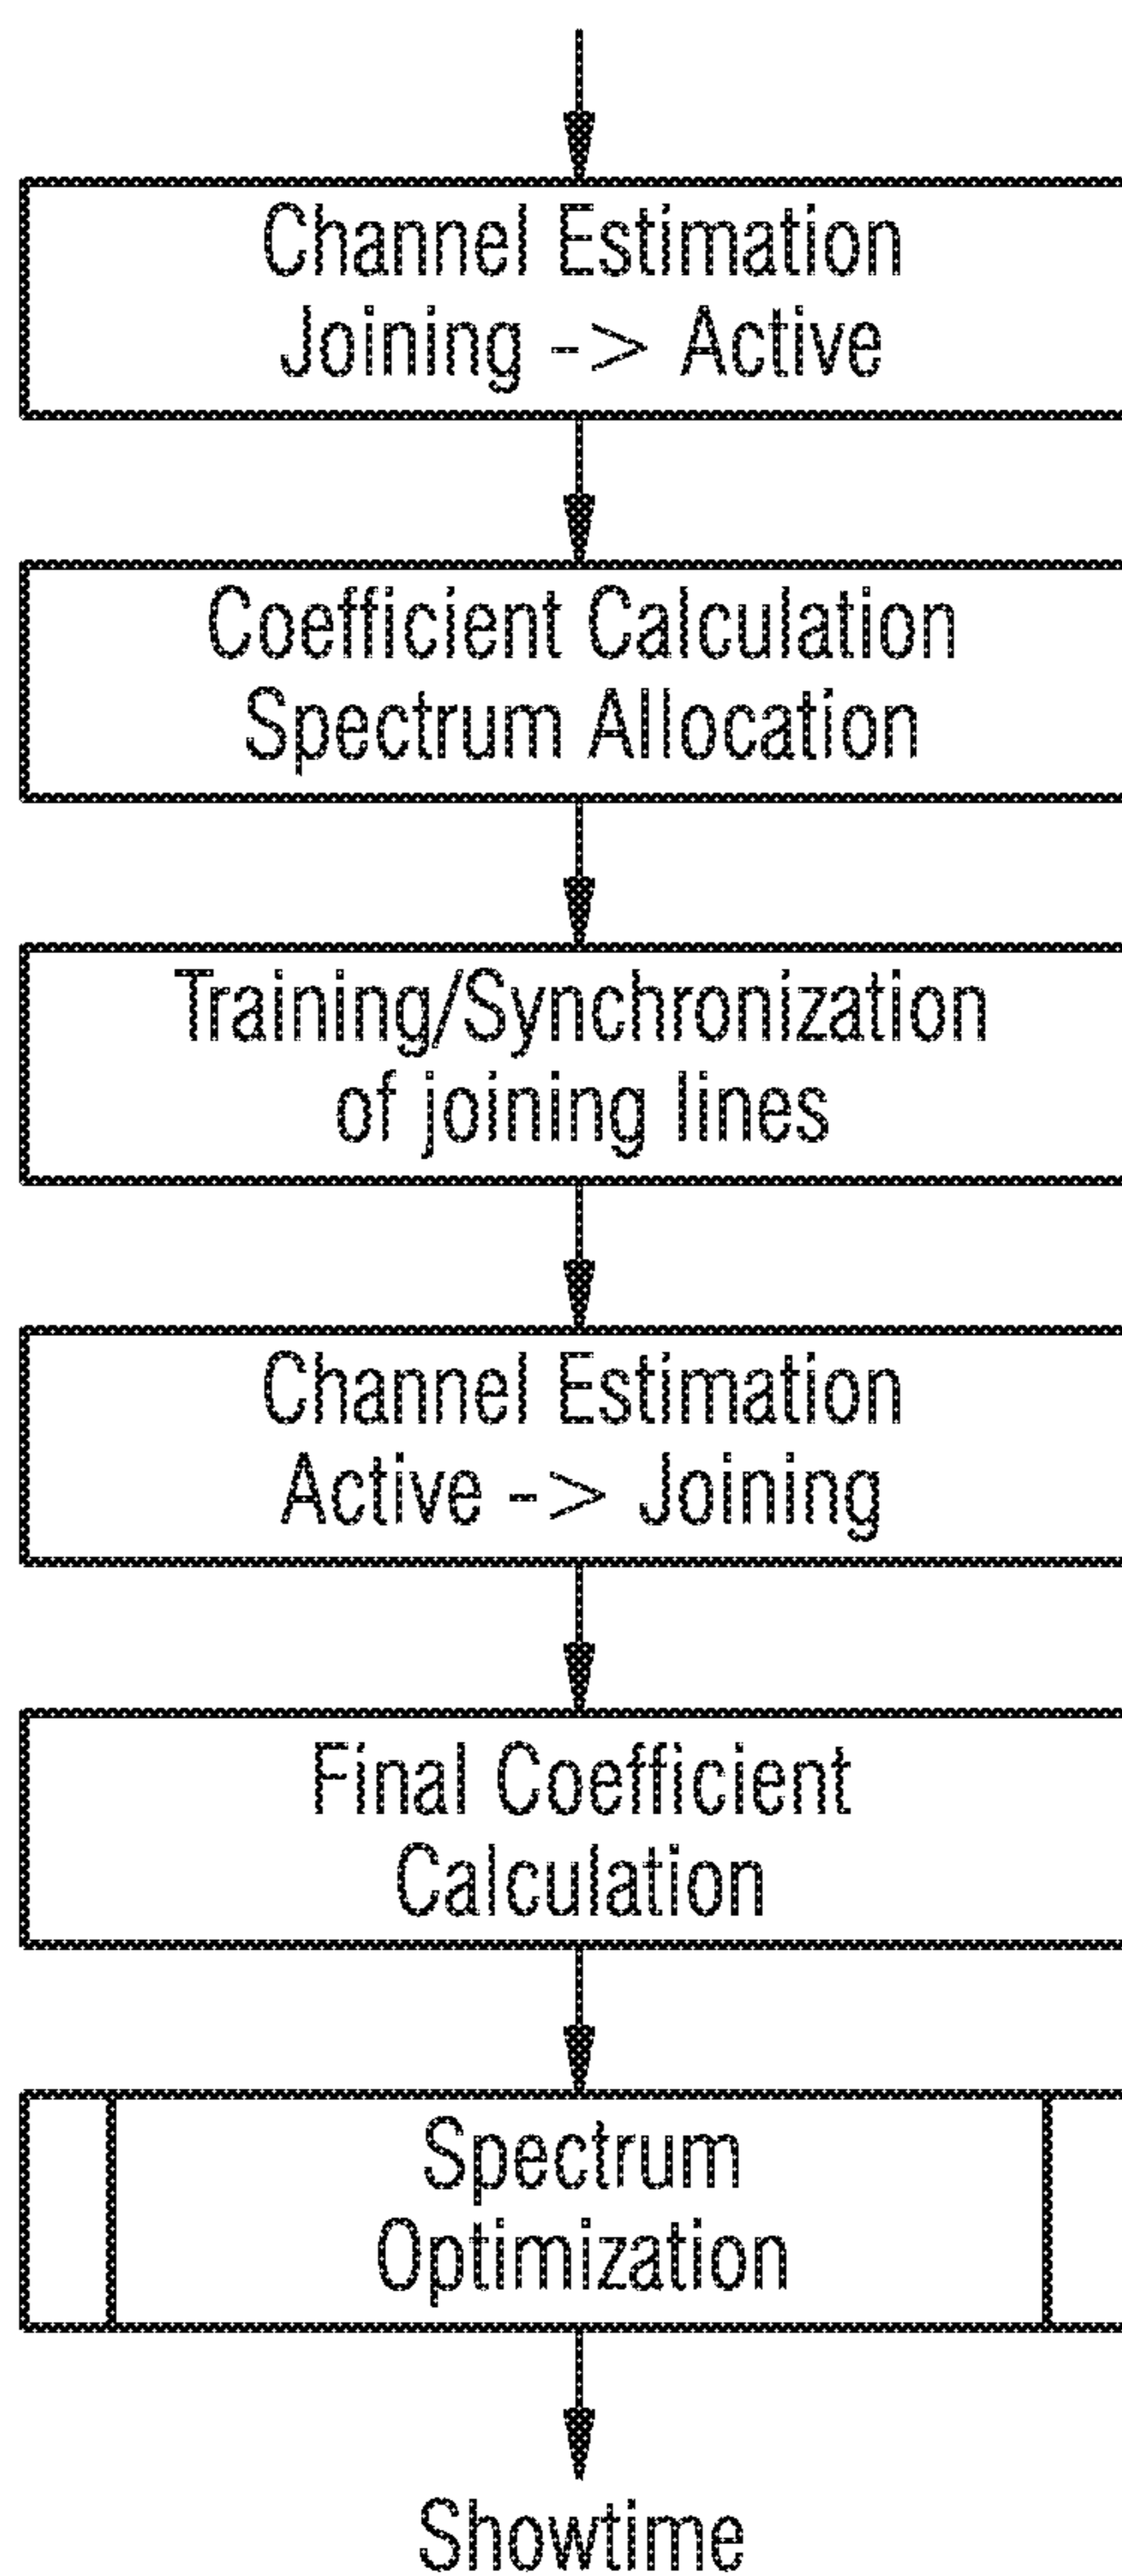 Channel Estimation
Joining -> Active
Coefficient Calculation
Spectrum Allocation
Training/Synchronization
of joining lines
Channel Estimation
Active -> Joining
Final Coefficient
Calculation
Spectrum
Optimization
Showtime